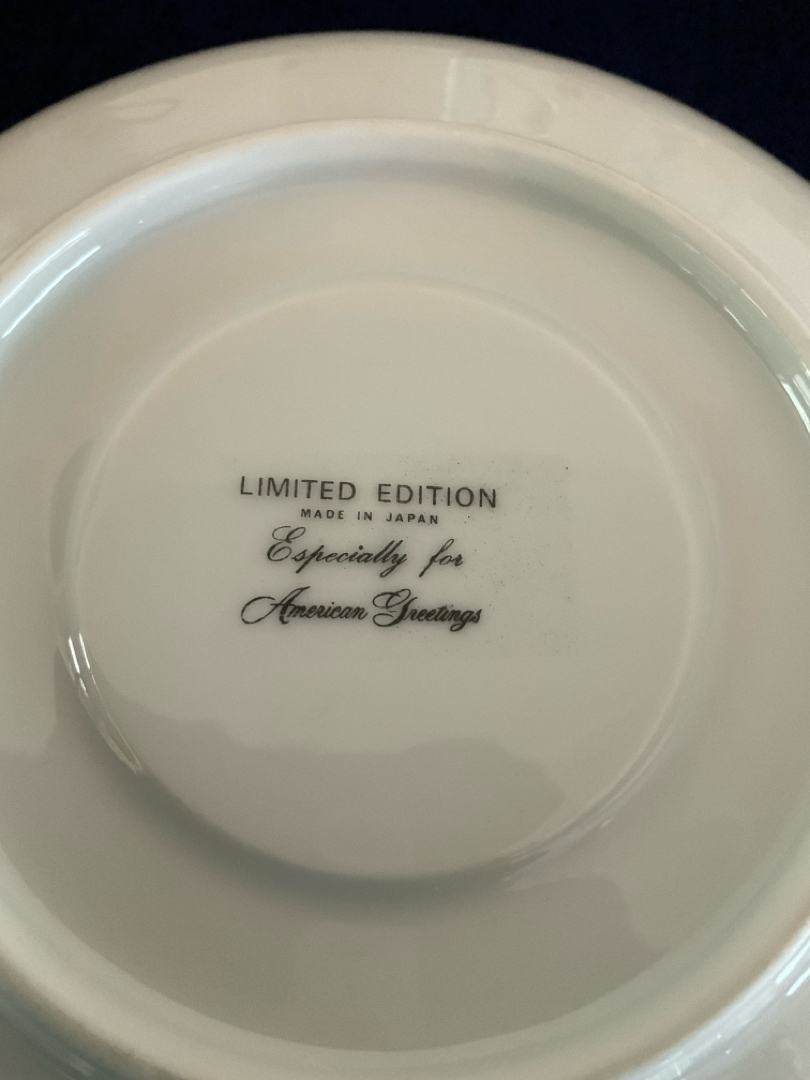 LIMITED EDITION
MADE IN JAPAN
Especially for
American Greetings